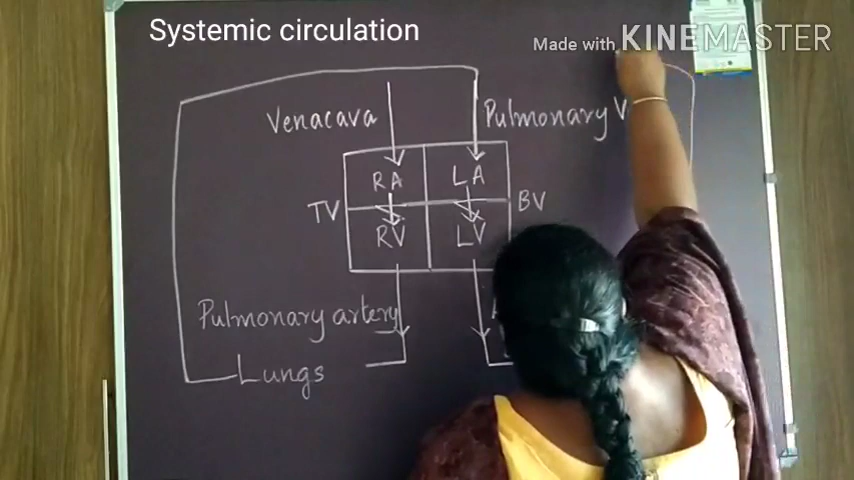 Systemic circulation
Made with KINEMASTER
Venacava
Pulmonary V
RA LA
TV BV
RV LV
Pulmonary artery
Lungs